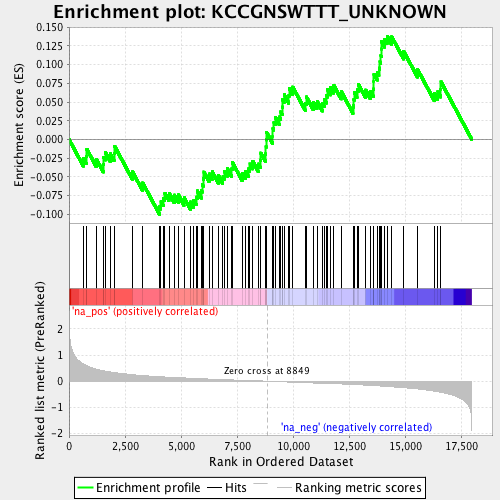 Enrichment plot: KCCGNSWTTT_UNKNOWN
Enrichment score (ES)
0.150
0.125
0.100
0.075
0.050
0.025
0.000
-0.025
-0.050
-0.075
-0.100
'na_pos' (positively correlated)
Ranked list metric (PreRanked)
2
1
0
-1
-2
Zero cross at 8849
'na_neg' (negatively correlated)
0
2,500
5,000
7,500
10,000
12,500
15,000
17,500
Rank in Ordered Dataset
Enrichment profile
Hits
Ranking metric scores